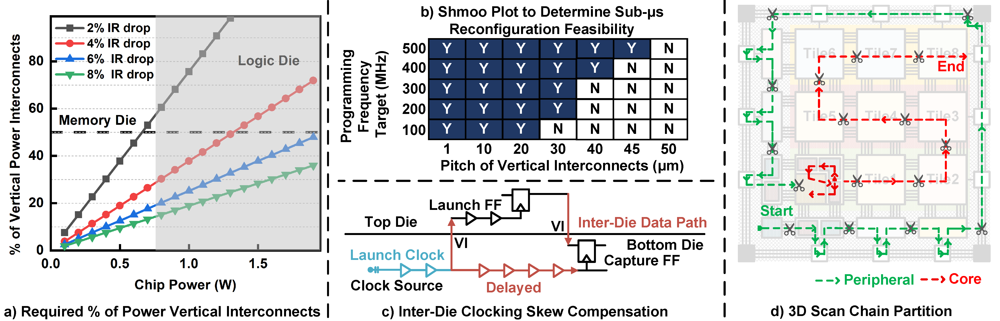 % of Vertical Power Interconnects
80
60
40
20
0
0.0
0.5
1.0
1.5
Chip Power (W)
2% IR drop
4% IR drop
6% IR drop
8% IR drop
Logic Die
Memory Die
a) Required % of Power Vertical Interconnects
b) Shmoo Plot to Determine Sub-μs
Reconfiguration Feasibility
Programming
Frequency
Target (MHz)
500 Y Y Y Y Y Y N
400 Y Y Y Y Y N N
300 Y Y Y Y N N N
200 Y Y Y Y N N N
100 Y Y Y N N N N
1 10 20 30 40 45 50
Pitch of Vertical Interconnects (μm)
Launch FF
Top Die
VI
Inter-Die Data Path
VI
Bottom Die
Launch Clock
Capture FF
Clock Source
Delayed
c) Inter-Die Clocking Skew Compensation
Tile6 Tile7 Tile8
End
Tile5 Tile4 Tile3
Tile1 Tile2
Start
Peripheral Core
d) 3D Scan Chain Partition